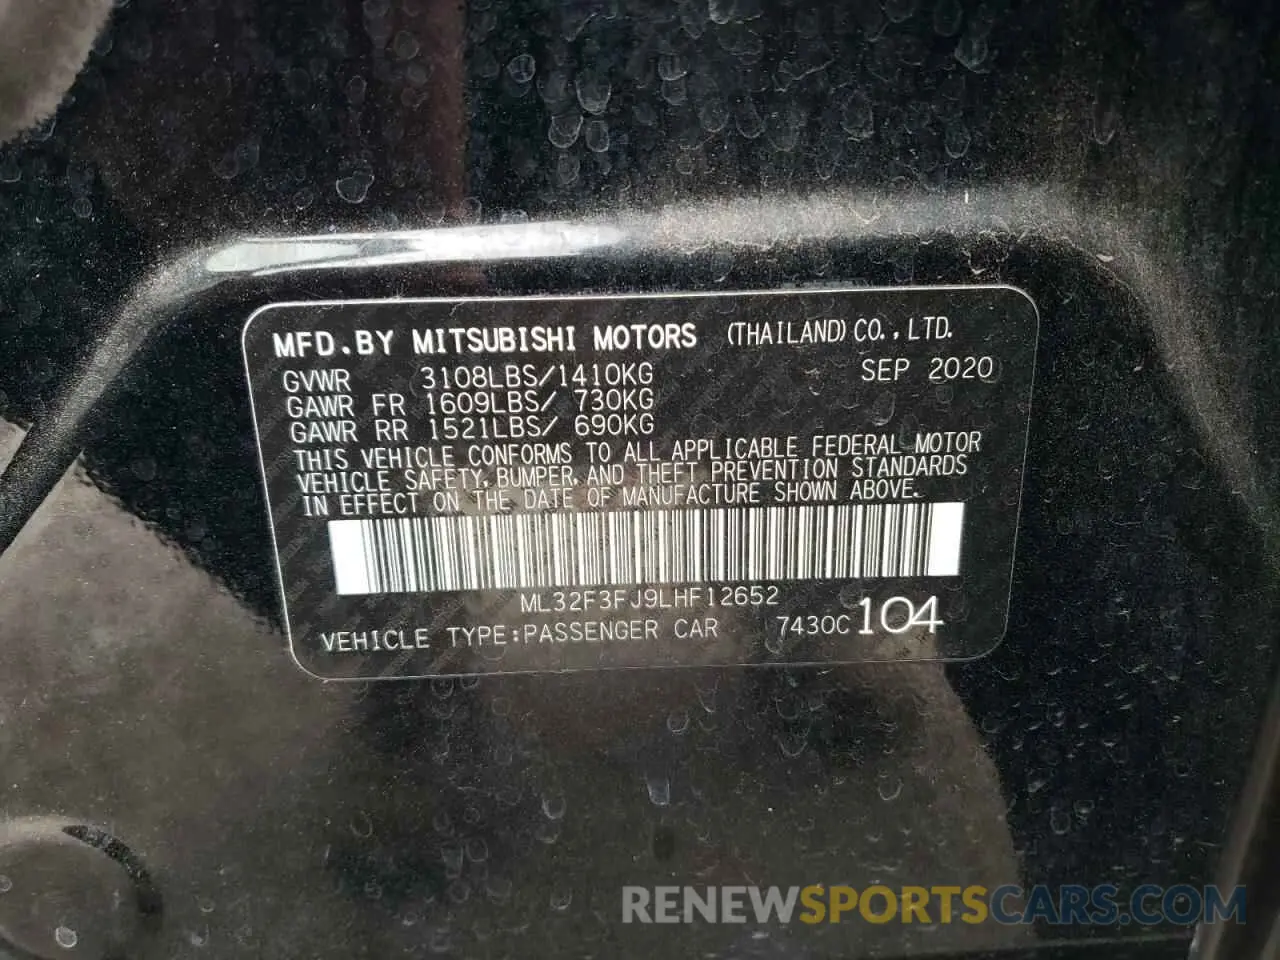 MFD.BY MITSUBISHI MOTORS (THAILAND) CO., LTD.
GVWR 3108LBS/1410KG SEP 2020
GAWR FR 1609LBS/ 730KG
GAWR RR 1521LBS/ 690KG
THIS VEHICLE CONFORMS TO ALL APPLICABLE FEDERAL MOTOR
VEHICLE SAFETY, BUMPER, AND THEFT PREVENTION STANDARDS
IN EFFECT ON THE DATE OF MANUFACTURE SHOWN ABOVE.
ML32F3FJ9LHF12652
VEHICLE TYPE:PASSENGER CAR 7430C 104
RENEWSPORTSCARS.COM